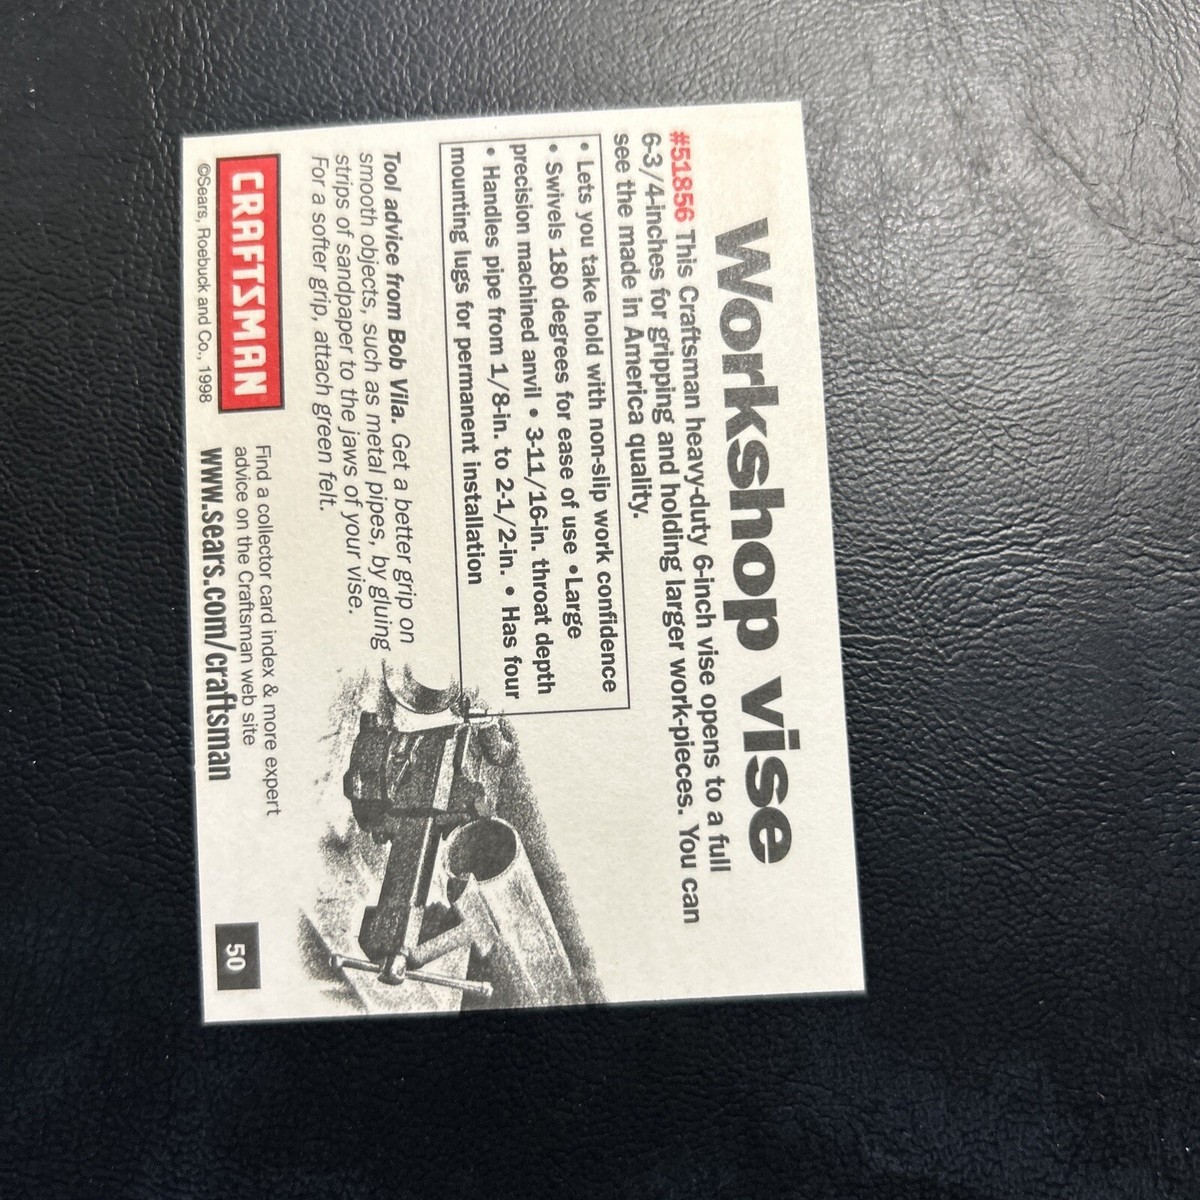 Workshop vise
#51856 This Craftsman heavy-duty 6-inch vise opens to a full
6-3/4-inches for gripping and holding larger work-pieces. You can
see the made in America quality.
• Lets you take hold with non-slip work confidence
• Swivels 180 degrees for ease of use •Large
precision machined anvil • 3-11/16-in. throat depth
• Handles pipe from 1/8-in. to 2-1/2-in. • Has four
mounting lugs for permanent installation
Tool advice from Bob Vila. Get a better grip on
smooth objects, such as metal pipes, by gluing
strips of sandpaper to the jaws of your vise.
For a softer grip, attach green felt.
CRAFTSMAN
©Sears, Roebuck and Co., 1998
Find a collector card index & more expert
advice on the Craftsman web site
www.sears.com/craftsman
50